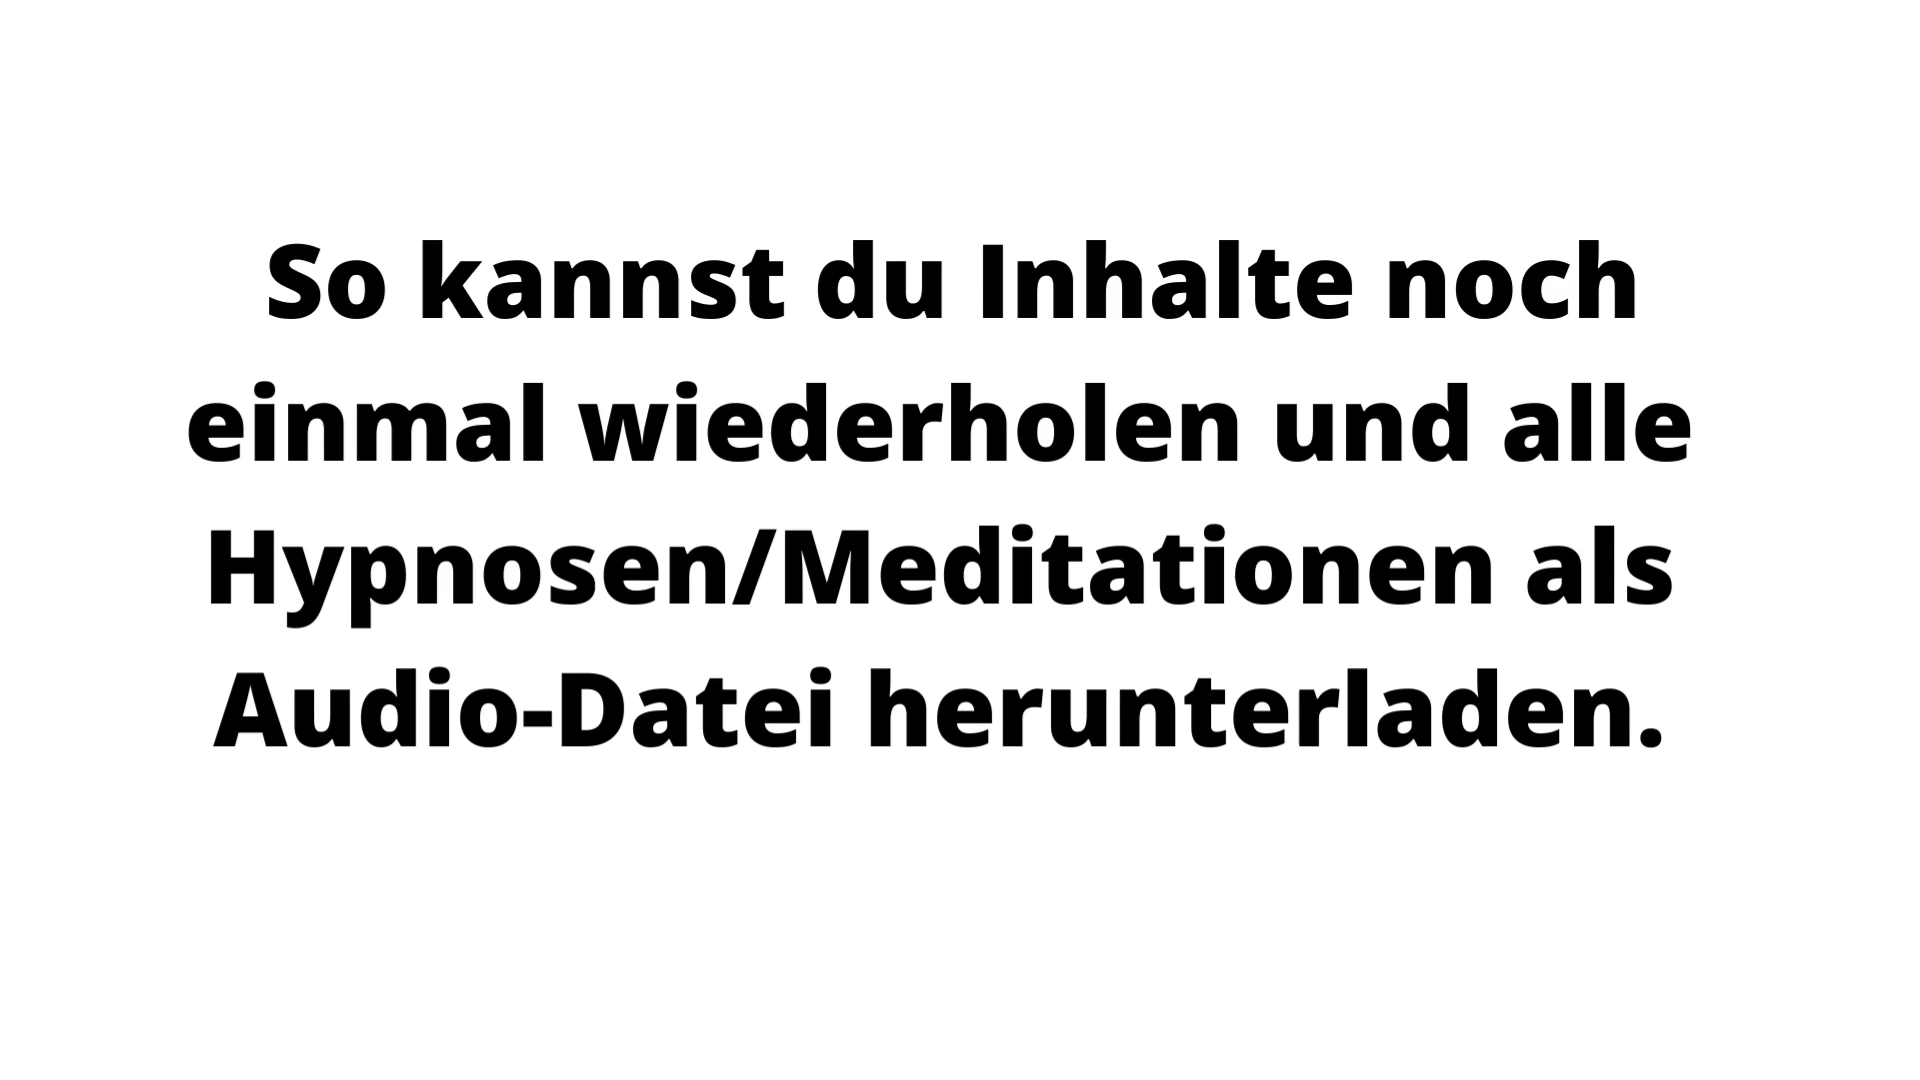 So kannst du Inhalte noch
einmal wiederholen und alle
Hypnosen/Meditationen als
Audio-Datei herunterladen.